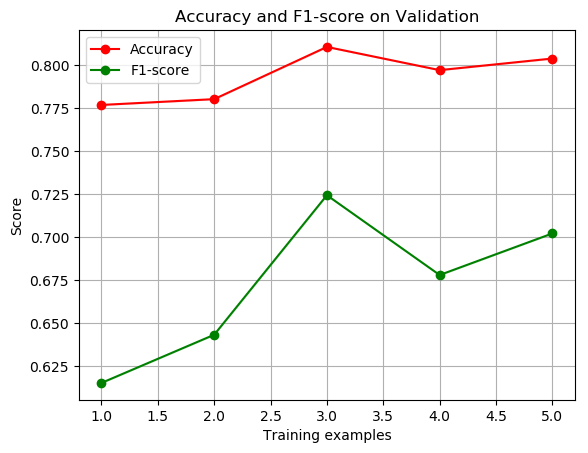 Accuracy and F1-score on Validation
Accuracy
F1-score
0.800
0.775
0.750
0.725
0.700
0.675
0.650
0.625
Score
1.0 1.5 2.0 2.5 3.0 3.5 4.0 4.5 5.0
Training examples